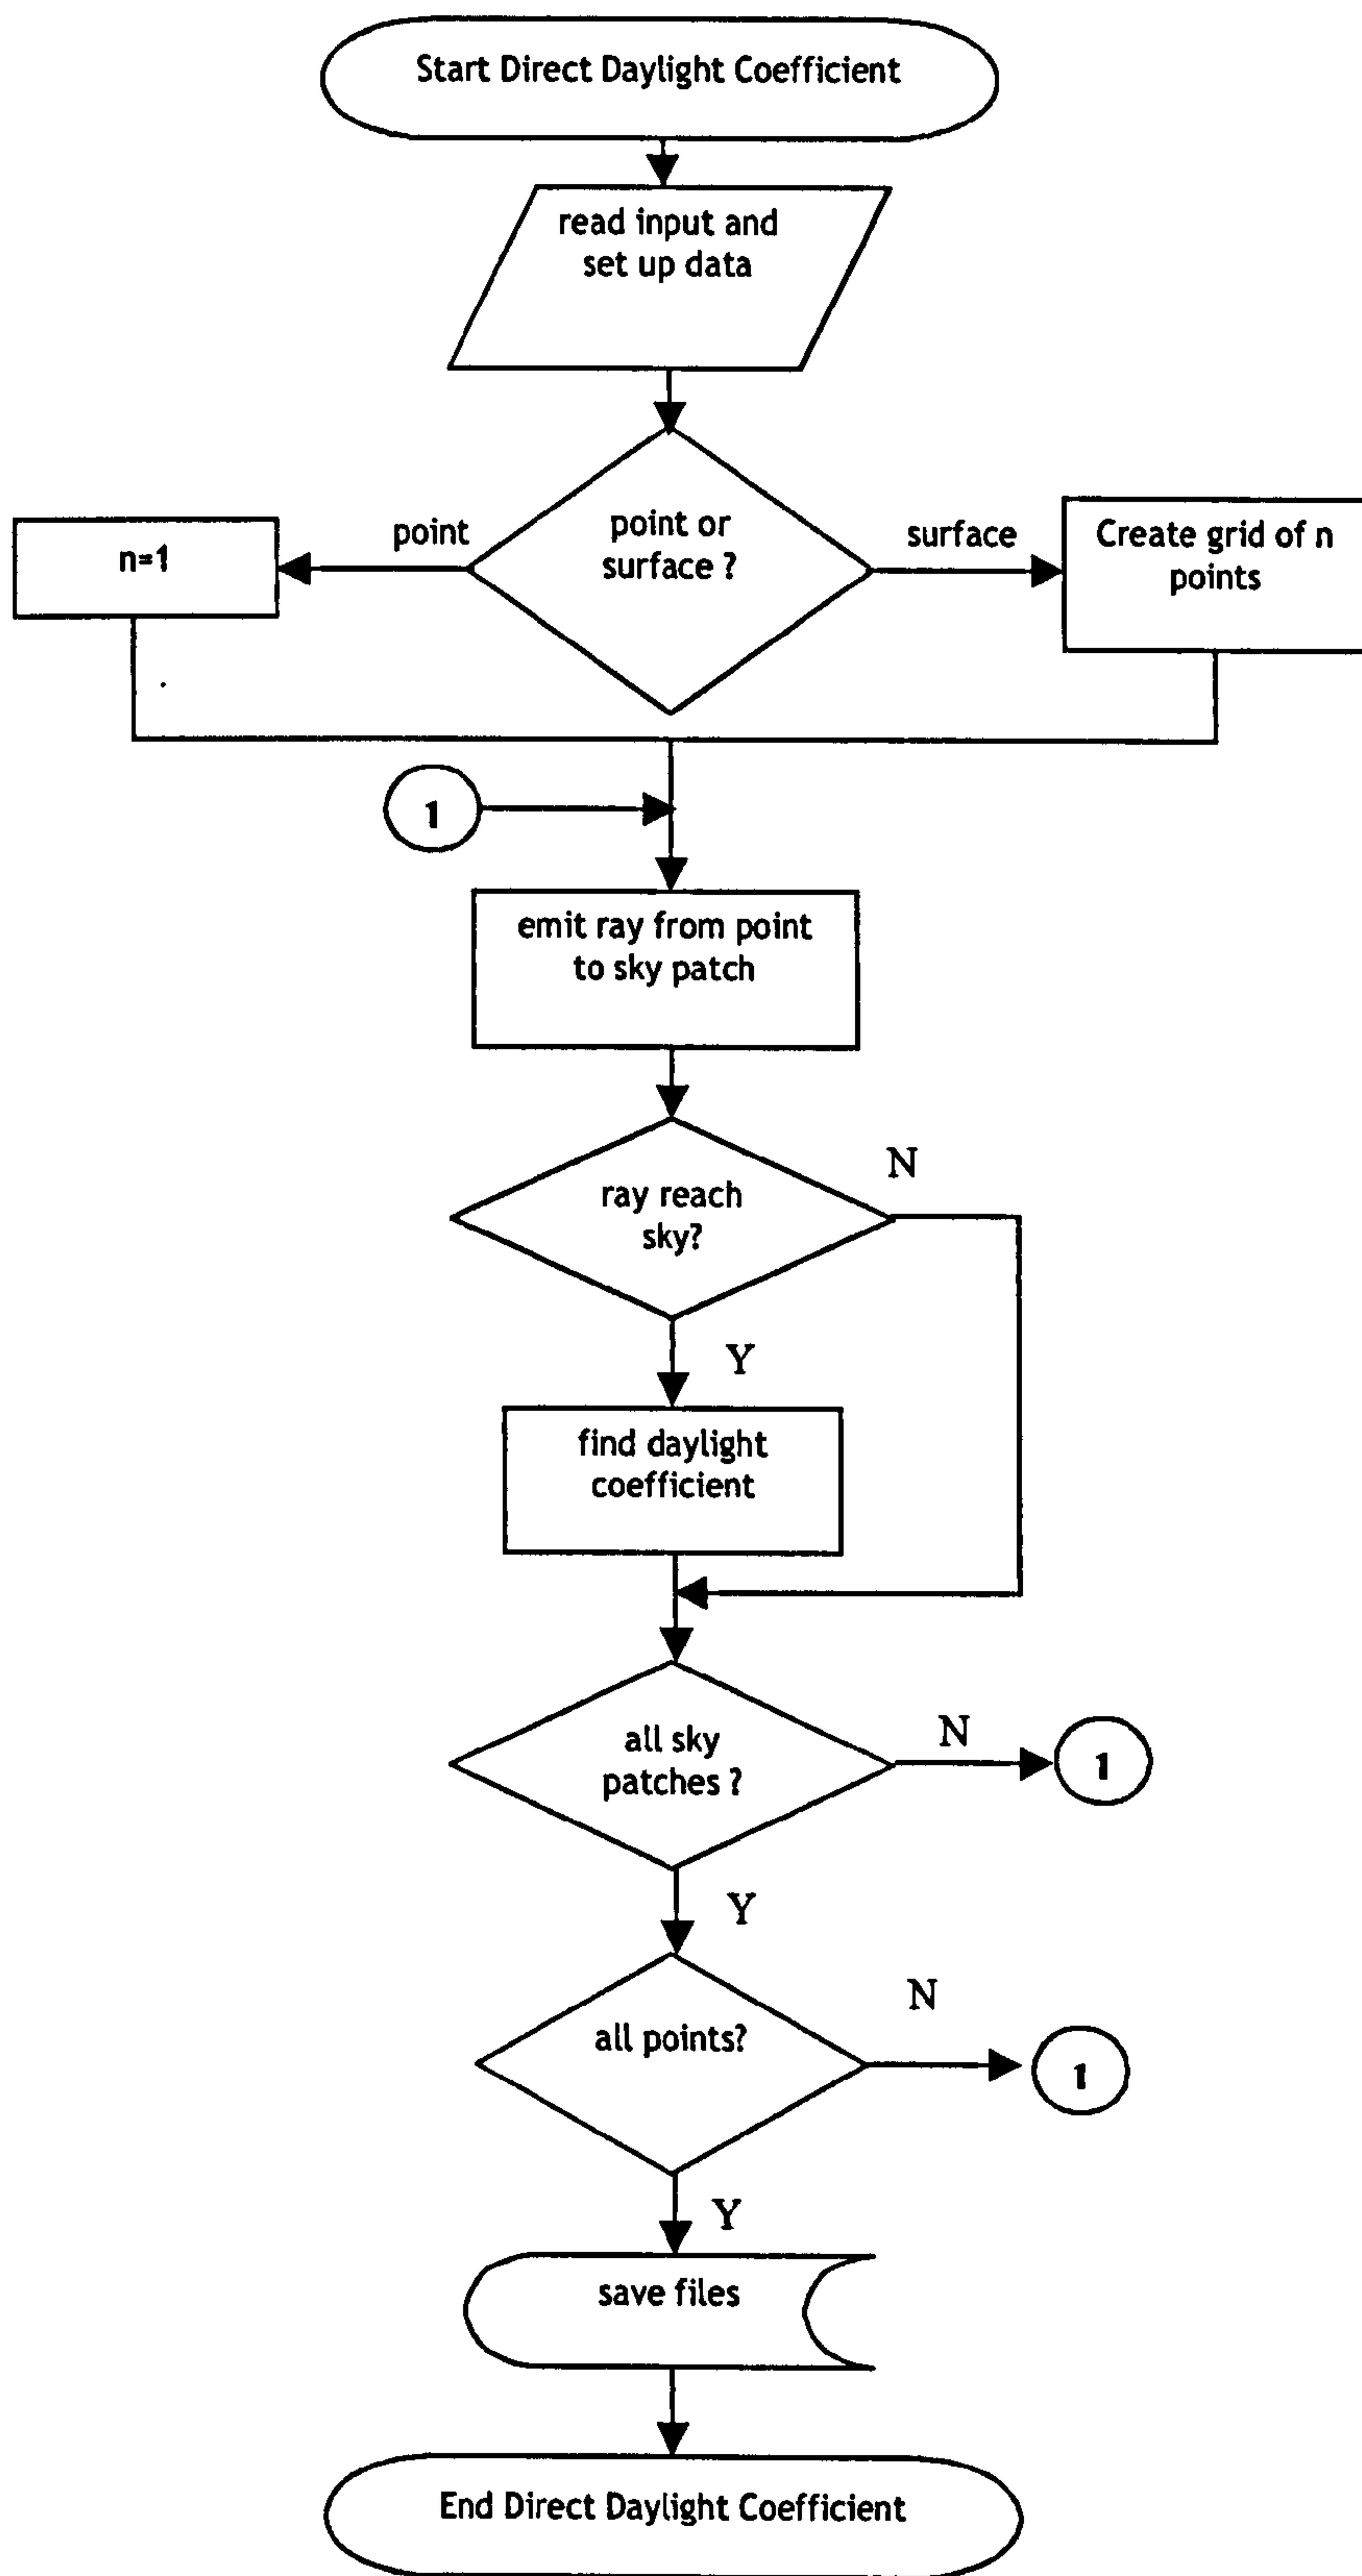 Start Direct Daylight Coefficient
read input and
set up data
point or
surface ?
point
n=1
surface
Create grid of n
points
1
emit ray from point
to sky patch
ray reach
sky?
N
Y
find daylight
coefficient
all sky
patches ?
N
1
Y
all points?
N
1
Y
save files
End Direct Daylight Coefficient